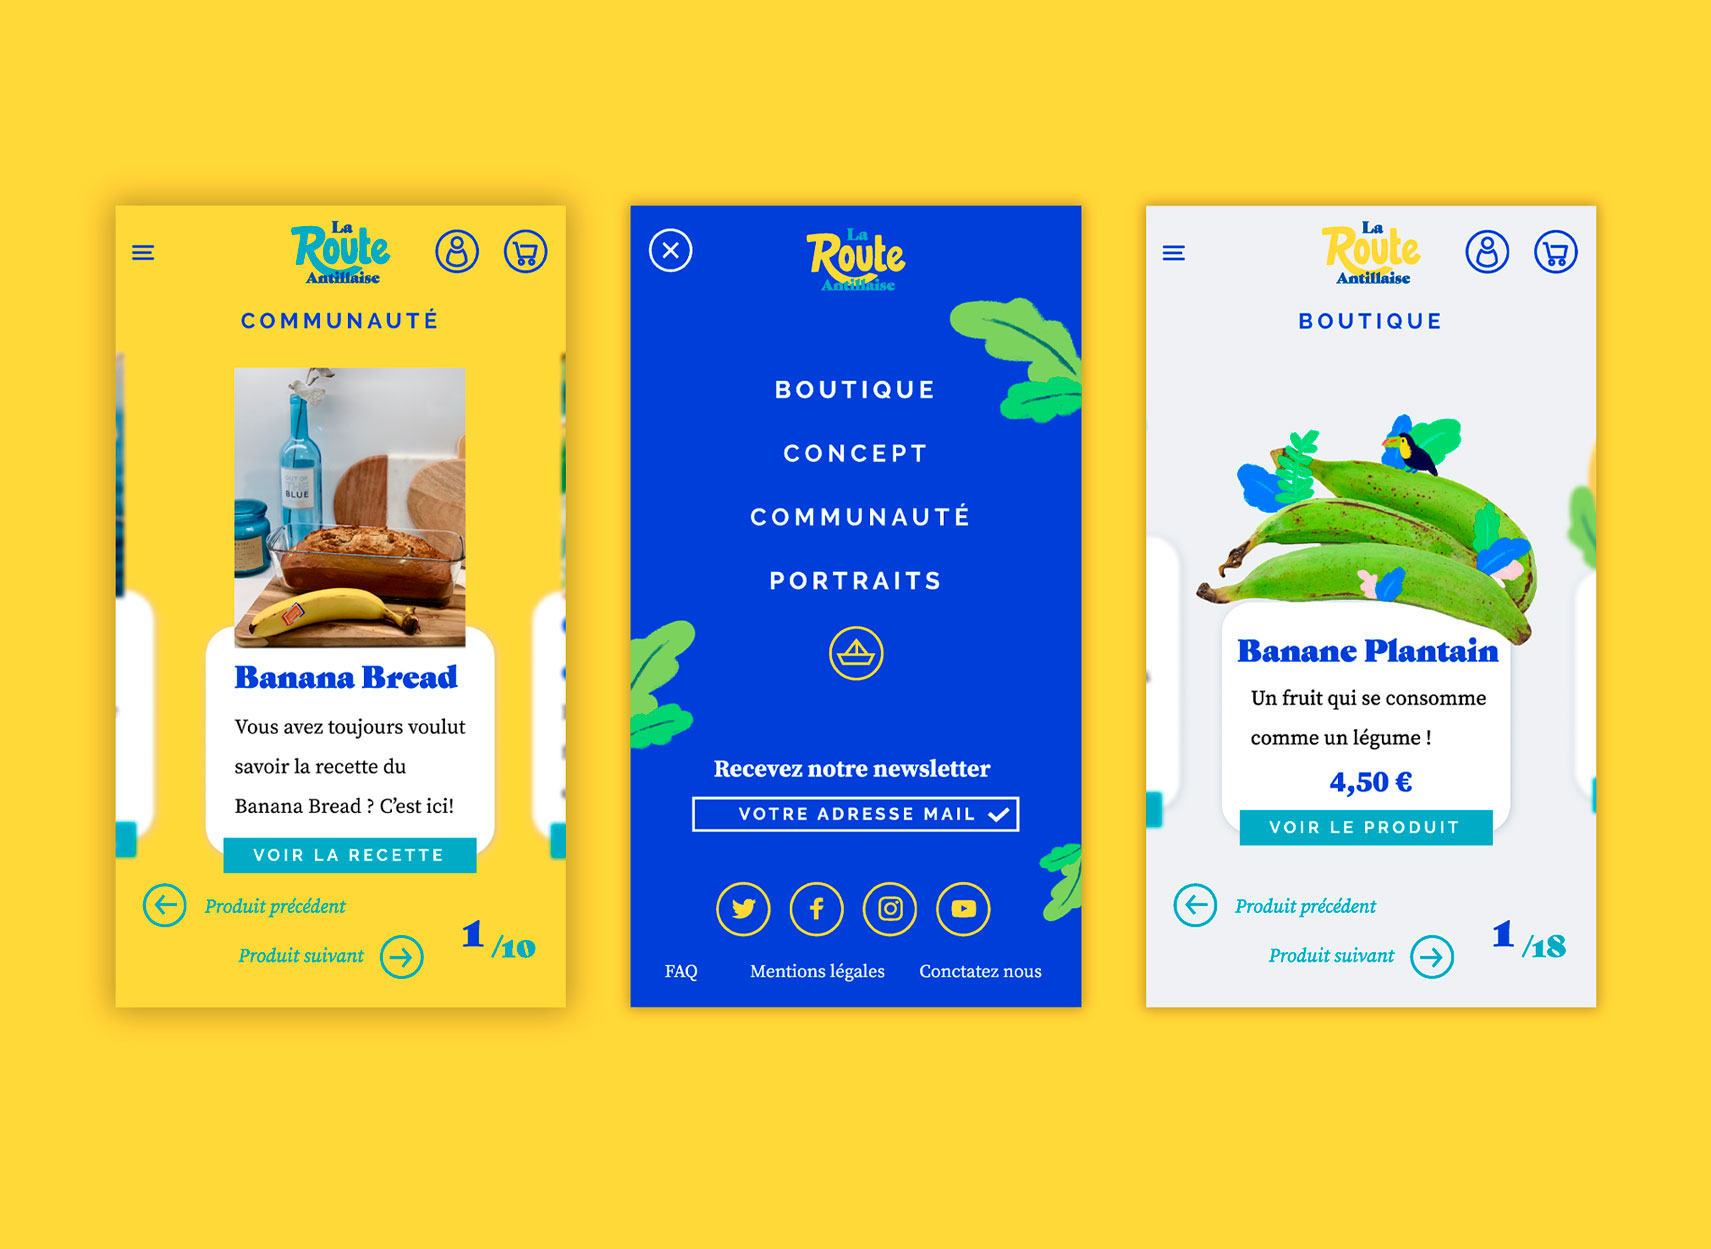 La
Route
Antillaise
COMMUNAUTÉ
OUT OF
THE
BLUE
Banana Bread
Vous avez toujours voulut
savoir la recette du
Banana Bread ? C’est ici!
VOIR LA RECETTE
Produit précédent
Produit suivant
1/10
La
Route
Antillaise
BOUTIQUE
CONCEPT
COMMUNAUTÉ
PORTRAITS
Recevez notre newsletter
VOTRE ADRESSE MAIL
FAQ
Mentions légales
Conctatez nous
La
Route
Antillaise
BOUTIQUE
Banane Plantain
Un fruit qui se consomme
comme un légume !
4,50 €
VOIR LE PRODUIT
Produit précédent
Produit suivant
1/18